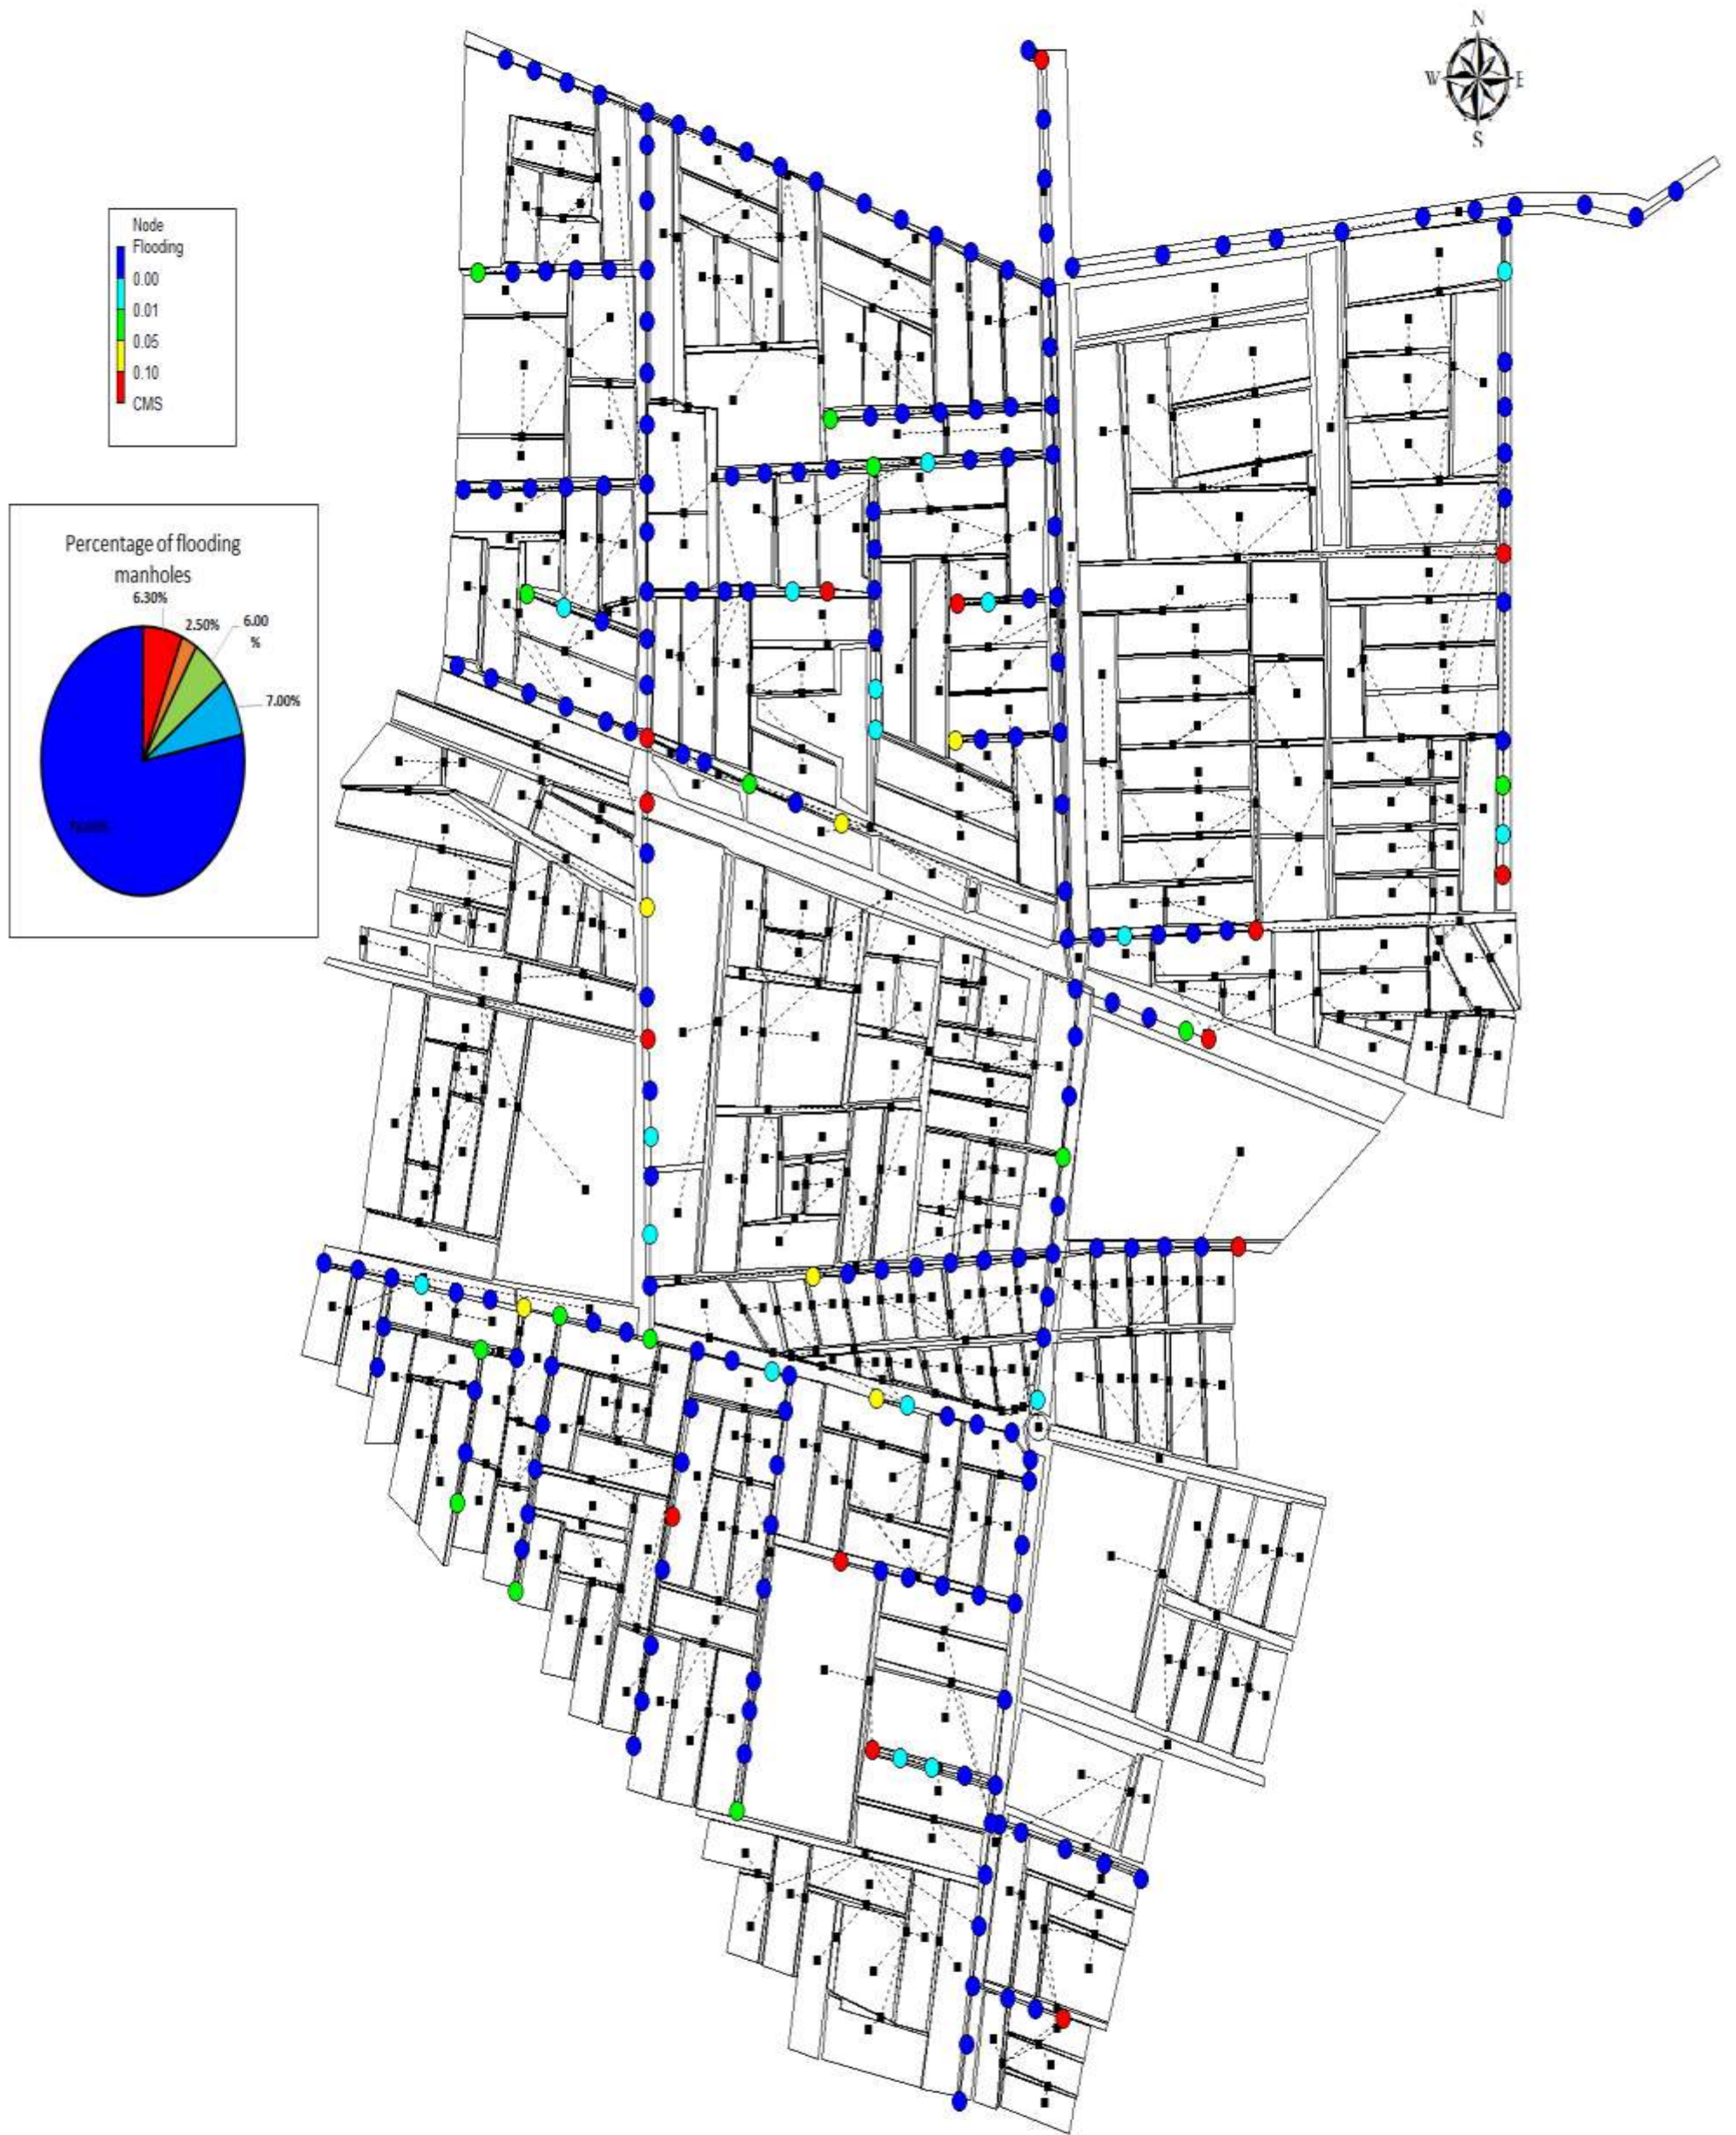 N
W
E
S
Node
Flooding
0.00
0.01
0.05
0.10
CMS
Percentage of flooding
manholes
6.30%
2.50%
6.00
%
7.00%